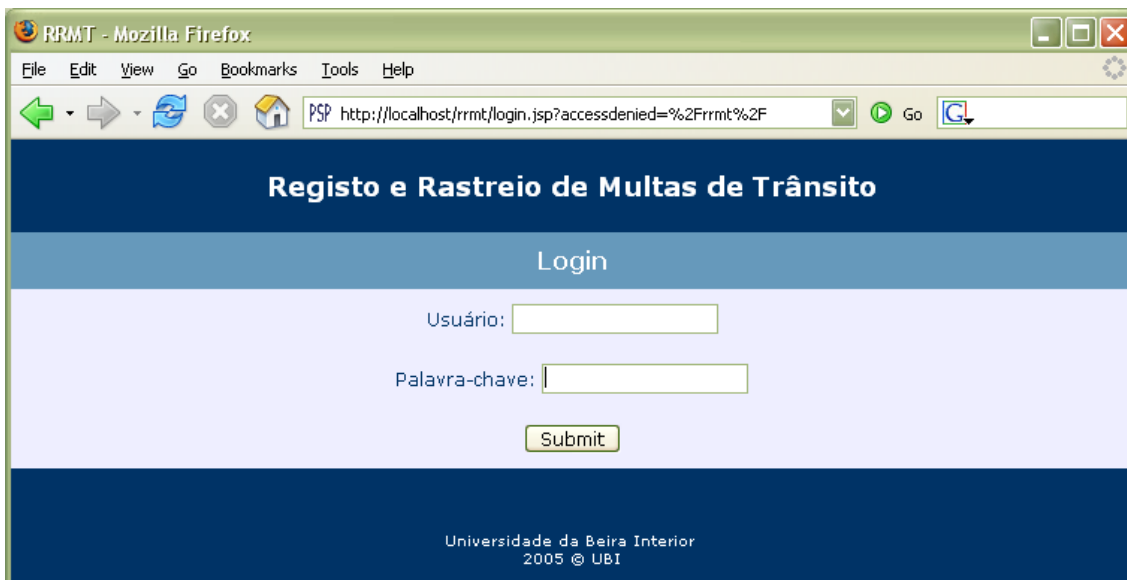 RRMT - Mozilla Firefox
File Edit View Go Bookmarks Tools Help
PSP http://localhost/rrmt/login.jsp?accessdenied=%2Frrmt%2F Go G
Registo e Rastreio de Multas de Trânsito
Login
Usuário:
Palavra-chave:
Submit
Universidade da Beira Interior
2005 © UBI